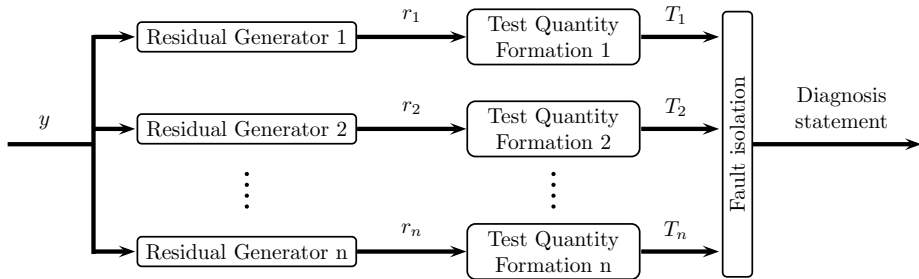 y
Residual Generator 1
r₁
Test Quantity
Formation 1
T₁
Residual Generator 2
r₂
Test Quantity
Formation 2
T₂
Residual Generator n
rₙ
Test Quantity
Formation n
Tₙ
Fault isolation
Diagnosis
statement